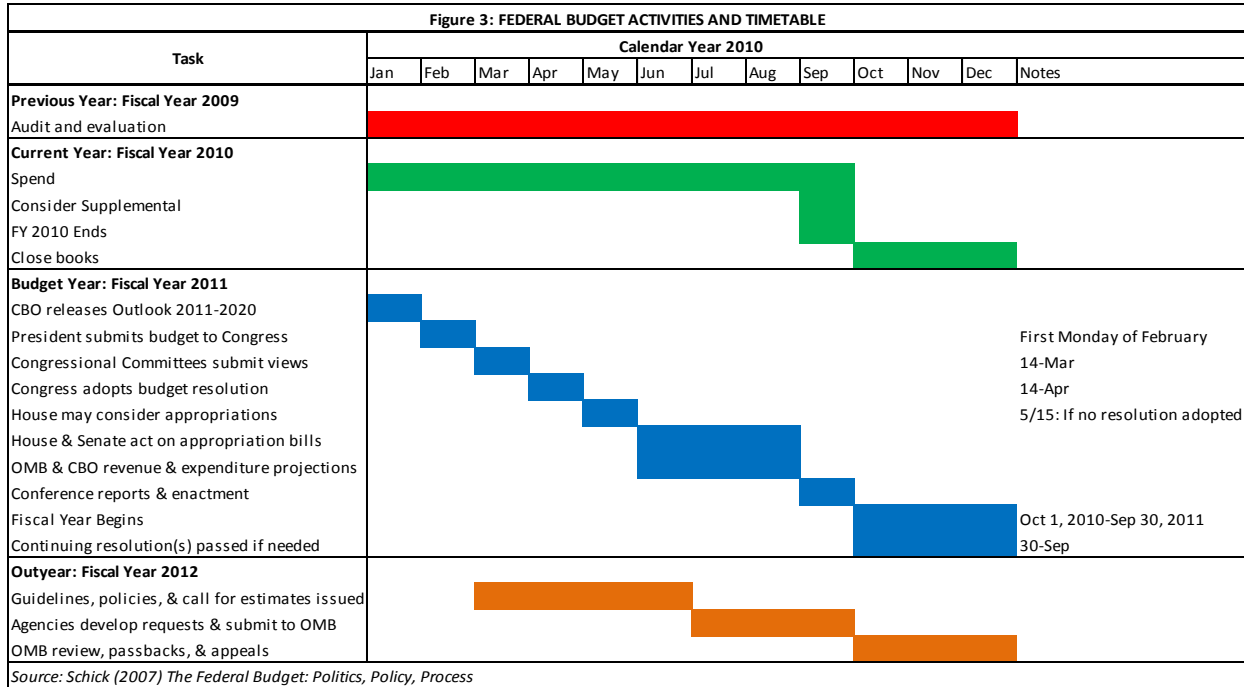 Figure 3: FEDERAL BUDGET ACTIVITIES AND TIMETABLE
Task
Calendar Year 2010
Jan Feb Mar Apr May Jun Jul Aug Sep Oct Nov Dec Notes
Previous Year: Fiscal Year 2009
Audit and evaluation
Current Year: Fiscal Year 2010
Spend
Consider Supplemental
FY 2010 Ends
Close books
Budget Year: Fiscal Year 2011
CBO releases Outlook 2011-2020
President submits budget to Congress First Monday of February
Congressional Committees submit views 14-Mar
Congress adopts budget resolution 14-Apr
House may consider appropriations 5/15: If no resolution adopted
House & Senate act on appropriation bills
OMB & CBO revenue & expenditure projections
Conference reports & enactment
Fiscal Year Begins Oct 1, 2010-Sep 30, 2011
Continuing resolution(s) passed if needed 30-Sep
Outyear: Fiscal Year 2012
Guidelines, policies, & call for estimates issued
Agencies develop requests & submit to OMB
OMB review, passbacks, & appeals
Source: Schick (2007) The Federal Budget: Politics, Policy, Process